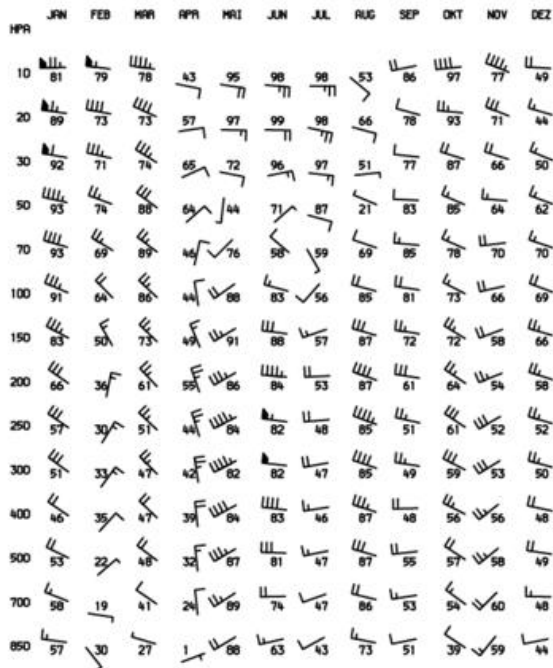 JAN FEB MAR APR MAI JUN JUL AUG SEP OKT NOV DEZ
HPA
10 81 79 78 43 95 98 98 53 86 97 77 49
20 89 73 73 57 97 99 98 66 78 93 71 44
30 92 71 74 65 72 96 97 51 77 87 66 50
50 93 74 88 64 44 71 87 21 83 85 64 62
70 93 69 89 46 76 58 59 69 85 78 70 70
100 91 64 86 44 88 83 56 85 81 73 66 69
150 83 50 73 49 91 88 57 87 72 72 58 66
200 66 36 61 55 86 84 53 87 61 64 54 58
250 57 30 51 44 84 82 48 85 51 61 52 52
300 51 33 47 42 82 82 47 85 49 59 53 50
400 46 35 47 39 84 83 46 87 48 56 56 48
500 53 22 48 32 87 81 47 87 55 57 58 49
700 58 19 41 24 89 74 47 86 53 54 60 48
850 57 30 27 1 88 63 43 73 51 39 59 44